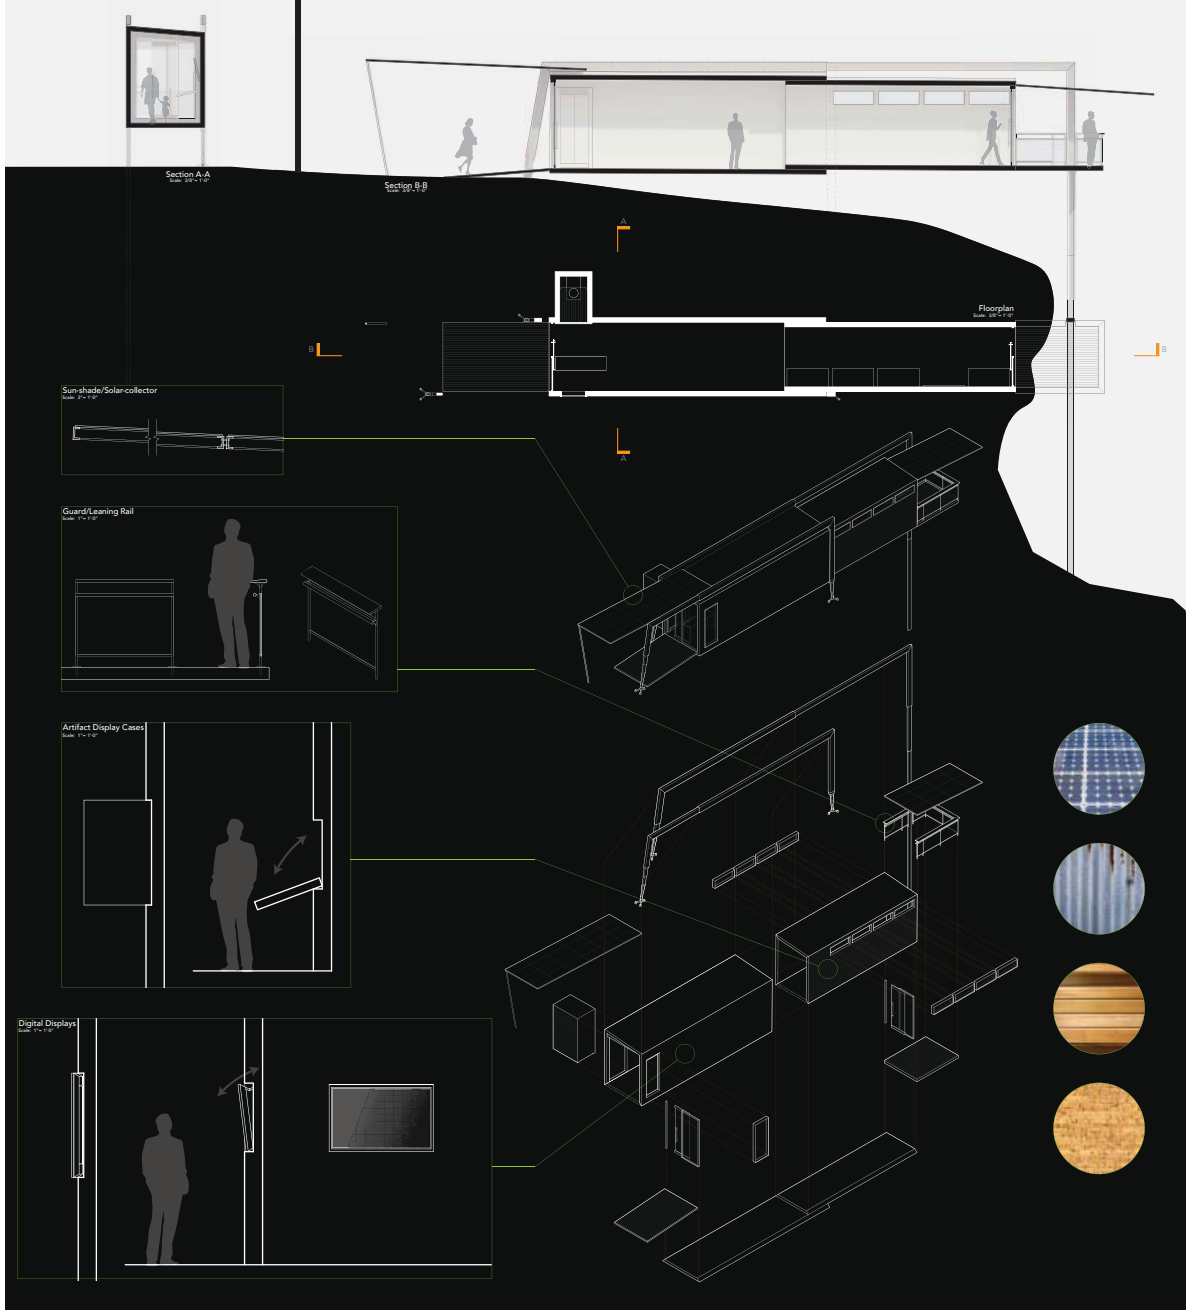 Section A-A
Scale: 3/8"= 1'-0"
Section B-B
Scale: 3/8"= 1'-0"
A
Floorplan
Scale: 3/8"= 1'-0"
B
B
A
Sun-shade/Solar-collector
Scale: 3"= 1'-0"
Guard/Leaning Rail
Scale: 1"= 1'-0"
Artifact Display Cases
Scale: 1"= 1'-0"
Digital Displays
Scale: 1"= 1'-0"